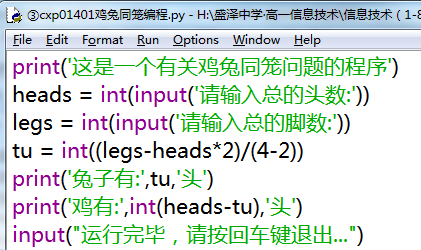 ③cxp01401鸡兔同笼编程.py - H:\盛泽中学·高一信息技术\信息技术（1-8
File Edit Format Run Options Window Help
print('这是一个有关鸡兔同笼问题的程序')
heads = int(input('请输入总的头数:'))
legs = int(input('请输入总的脚数:'))
tu = int((legs-heads*2)/(4-2))
print('兔子有:',tu,'头')
print('鸡有:',int(heads-tu),'头')
input("运行完毕，请按回车键退出...")